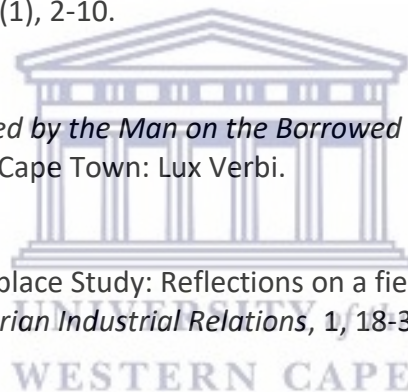 (1), 2-10.
ed by the Man on the Borrowed
Cape Town: Lux Verbi.
place Study: Reflections on a fie
UNIVERSITY of the
rian Industrial Relations, 1, 18-3
WESTERN CAPE